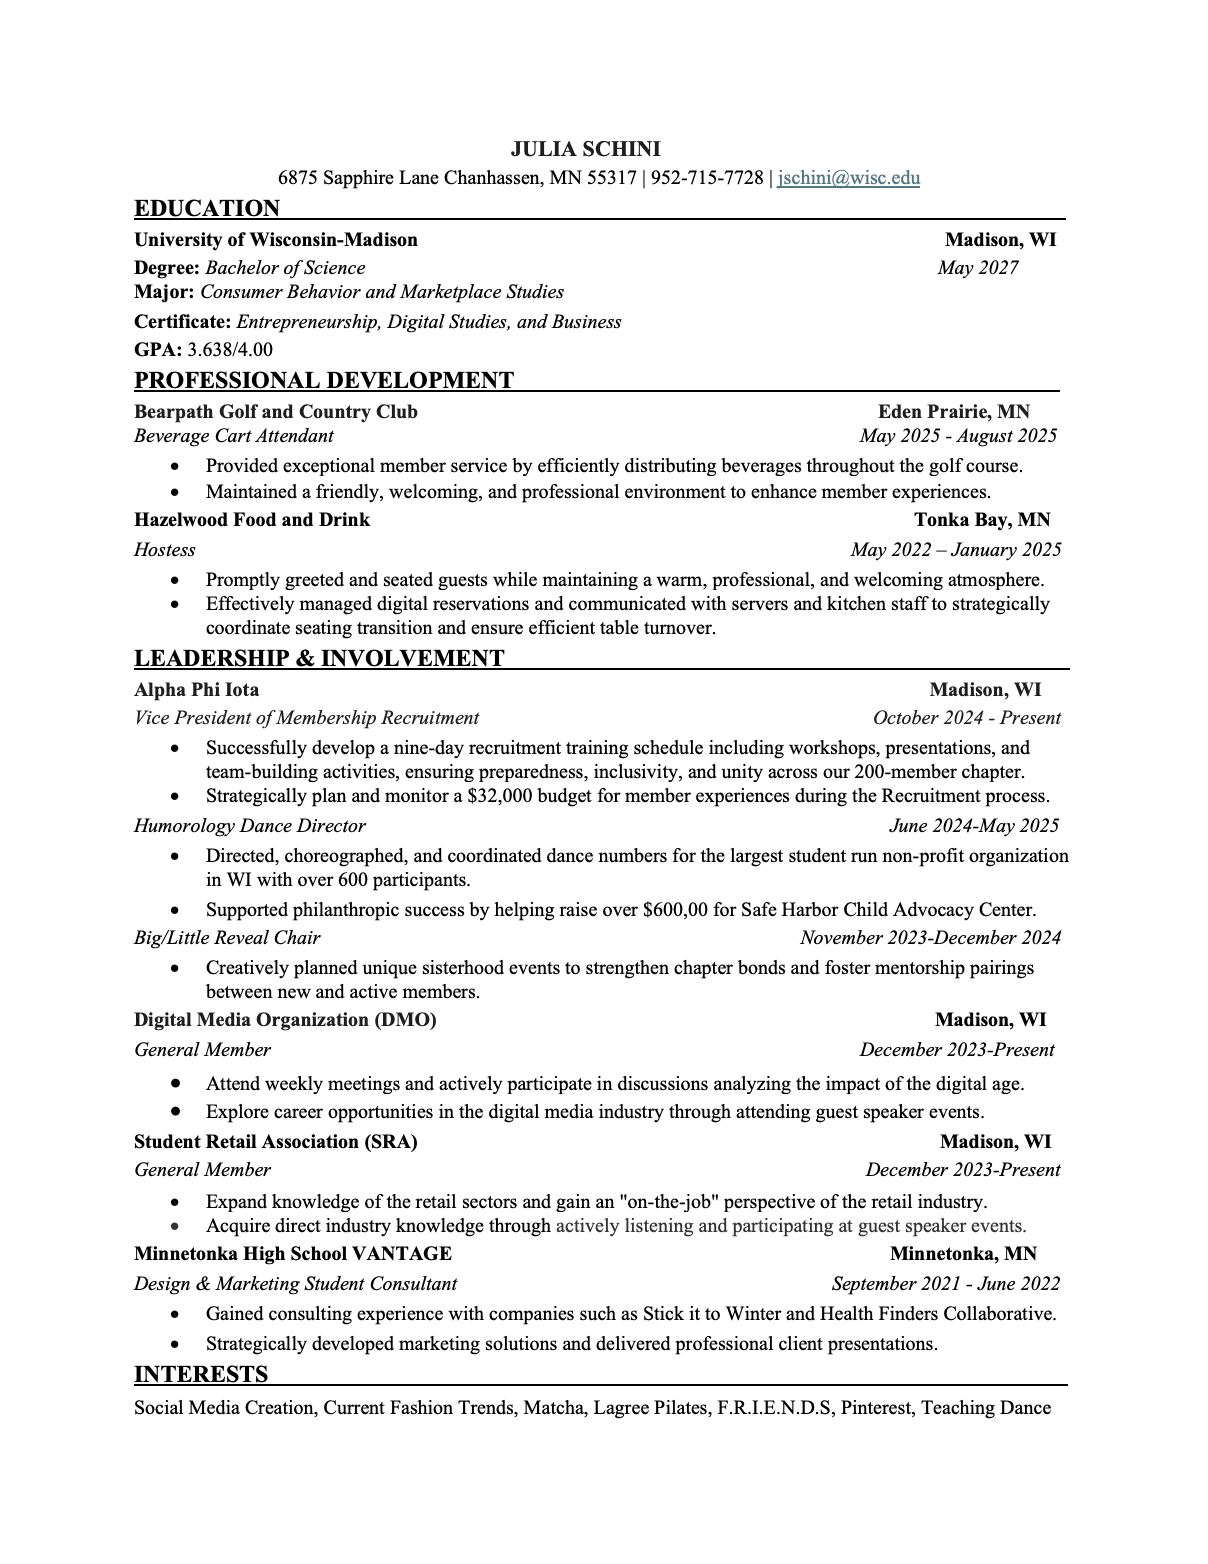 JULIA SCHINI
6875 Sapphire Lane Chanhassen, MN 55317 | 952-715-7728 | jschini@wisc.edu
EDUCATION
University of Wisconsin-Madison Madison, WI
Degree: Bachelor of Science May 2027
Major: Consumer Behavior and Marketplace Studies
Certificate: Entrepreneurship, Digital Studies, and Business
GPA: 3.638/4.00
PROFESSIONAL DEVELOPMENT
Bearpath Golf and Country Club Eden Prairie, MN
Beverage Cart Attendant May 2025 - August 2025
• Provided exceptional member service by efficiently distributing beverages throughout the golf course.
• Maintained a friendly, welcoming, and professional environment to enhance member experiences.
Hazelwood Food and Drink Tonka Bay, MN
Hostess May 2022 – January 2025
• Promptly greeted and seated guests while maintaining a warm, professional, and welcoming atmosphere.
• Effectively managed digital reservations and communicated with servers and kitchen staff to strategically
coordinate seating transition and ensure efficient table turnover.
LEADERSHIP & INVOLVEMENT
Alpha Phi Iota Madison, WI
Vice President of Membership Recruitment October 2024 - Present
• Successfully develop a nine-day recruitment training schedule including workshops, presentations, and
team-building activities, ensuring preparedness, inclusivity, and unity across our 200-member chapter.
• Strategically plan and monitor a $32,000 budget for member experiences during the Recruitment process.
Humorology Dance Director June 2024-May 2025
• Directed, choreographed, and coordinated dance numbers for the largest student run non-profit organization
in WI with over 600 participants.
• Supported philanthropic success by helping raise over $600,00 for Safe Harbor Child Advocacy Center.
Big/Little Reveal Chair November 2023-December 2024
• Creatively planned unique sisterhood events to strengthen chapter bonds and foster mentorship pairings
between new and active members.
Digital Media Organization (DMO) Madison, WI
General Member December 2023-Present
• Attend weekly meetings and actively participate in discussions analyzing the impact of the digital age.
• Explore career opportunities in the digital media industry through attending guest speaker events.
Student Retail Association (SRA) Madison, WI
General Member December 2023-Present
• Expand knowledge of the retail sectors and gain an "on-the-job" perspective of the retail industry.
• Acquire direct industry knowledge through actively listening and participating at guest speaker events.
Minnetonka High School VANTAGE Minnetonka, MN
Design & Marketing Student Consultant September 2021 - June 2022
• Gained consulting experience with companies such as Stick it to Winter and Health Finders Collaborative.
• Strategically developed marketing solutions and delivered professional client presentations.
INTERESTS
Social Media Creation, Current Fashion Trends, Matcha, Lagree Pilates, F.R.I.E.N.D.S, Pinterest, Teaching Dance